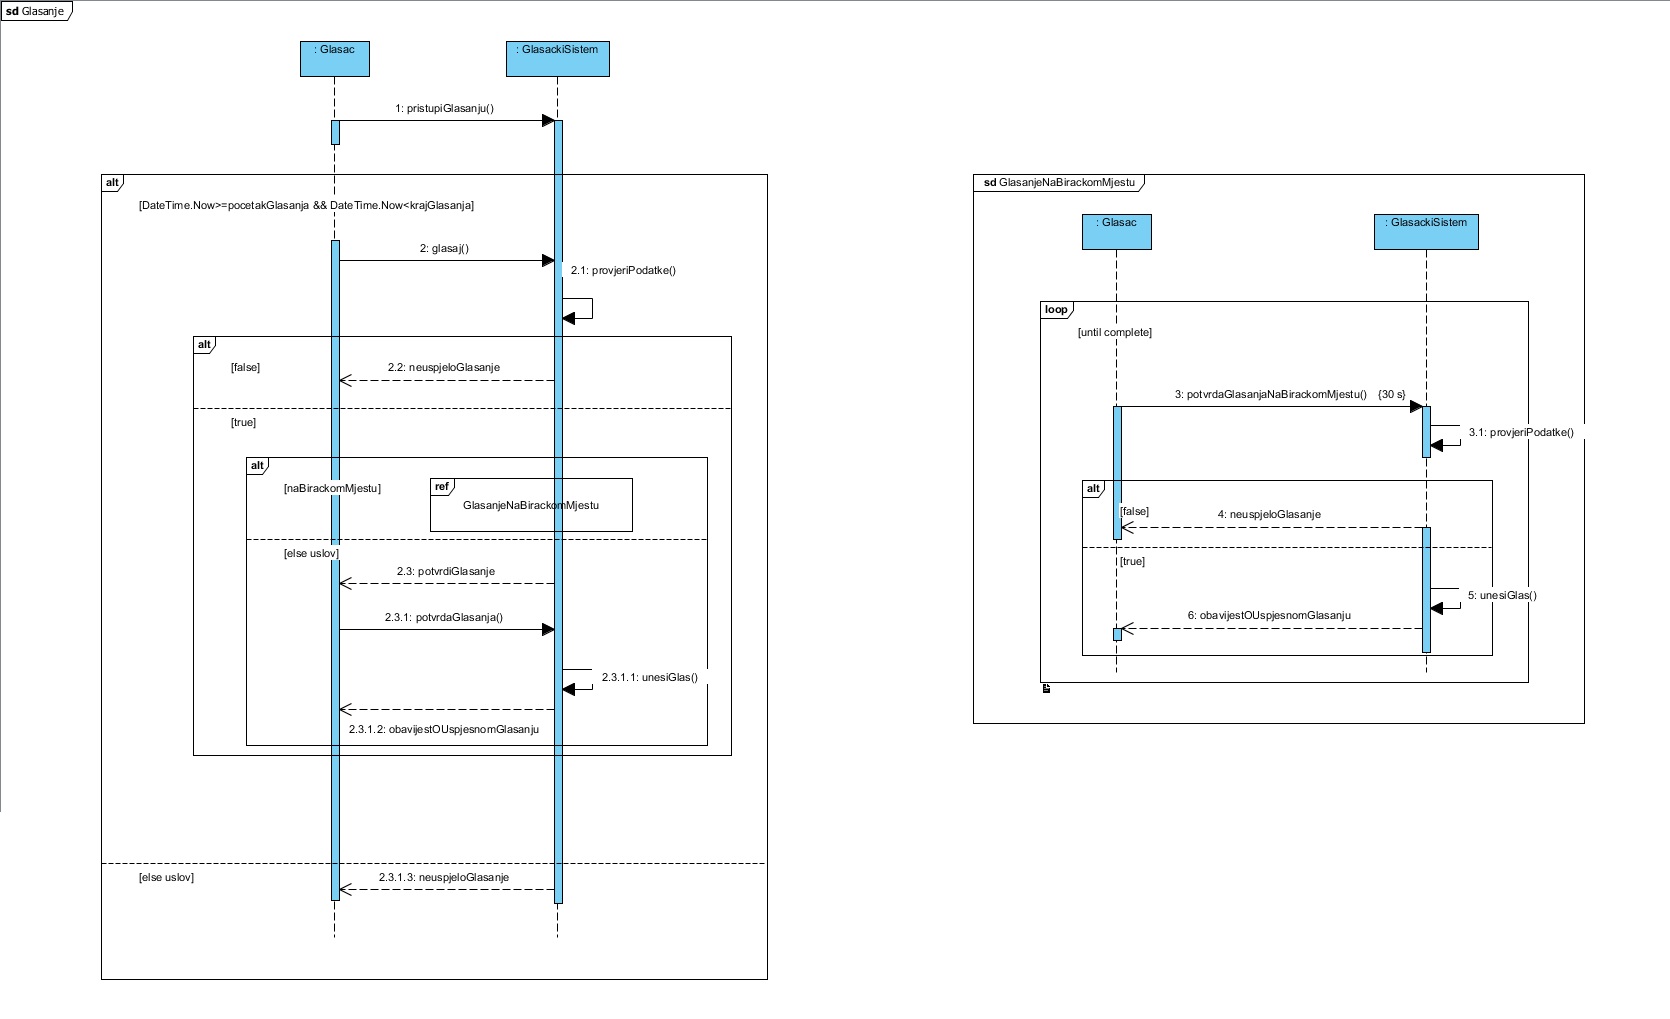 sd Glasanje
: Glasac
: GlasackiSistem
1: pristupiGlasanju()
alt
[DateTime.Now>=pocetakGlasanja && DateTime.Now<krajGlasanja]
2: glasaj()
2.1: provjeriPodatke()
alt
[false]
2.2: neuspjeloGlasanje
[true]
alt
[naBirackomMjestu]
ref
GlasanjeNaBirackomMjestu
[else uslov]
2.3: potvrdiGlasanje
2.3.1: potvrdaGlasanja()
2.3.1.1: unesiGlas()
2.3.1.2: obavijestOUspjesnomGlasanju
[else uslov]
2.3.1.3: neuspjeloGlasanje
sd GlasanjeNaBirackomMjestu
: Glasac
: GlasackiSistem
loop
[until complete]
3: potvrdaGlasanjaNaBirackomMjestu() {30 s}
3.1: provjeriPodatke()
alt
[false]
4: neuspjeloGlasanje
[true]
5: unesiGlas()
6: obavijestOUspjesnomGlasanju